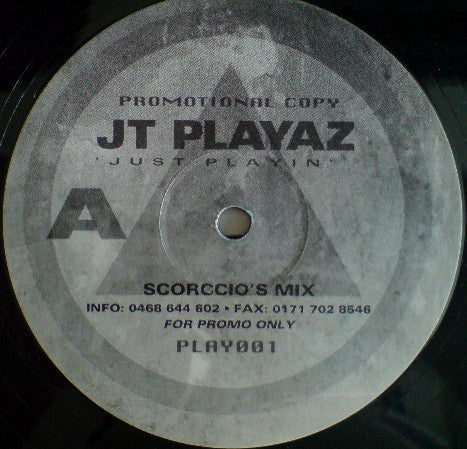 PROMOTIONAL COPY
JT PLAYAZ
'JUST PLAYIN'
A
SCORCCIO'S MIX
INFO: 0468 644 602 • FAX: 0171 702 8546
FOR PROMO ONLY
PLAY001